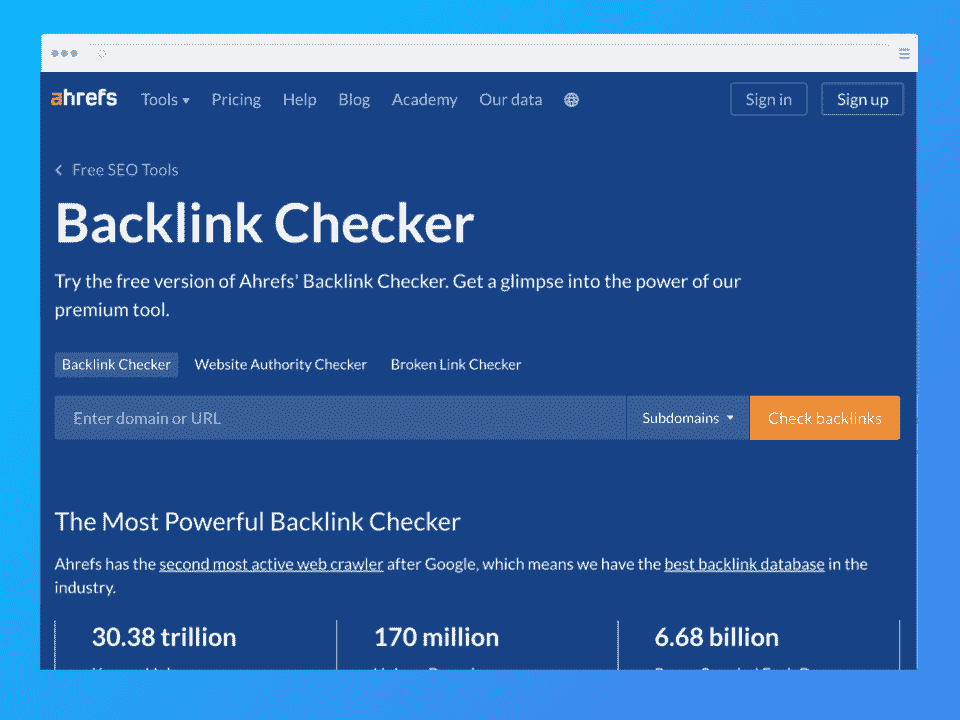 ahrefs Tools Pricing Help Blog Academy Our data Sign in Sign up
Free SEO Tools
Backlink Checker
Try the free version of Ahrefs' Backlink Checker. Get a glimpse into the power of our
premium tool.
Backlink Checker Website Authority Checker Broken Link Checker
Enter domain or URL Subdomains Check backlinks
The Most Powerful Backlink Checker
Ahrefs has the second most active web crawler after Google, which means we have the best backlink database in the
industry.
30.38 trillion 170 million 6.68 billion